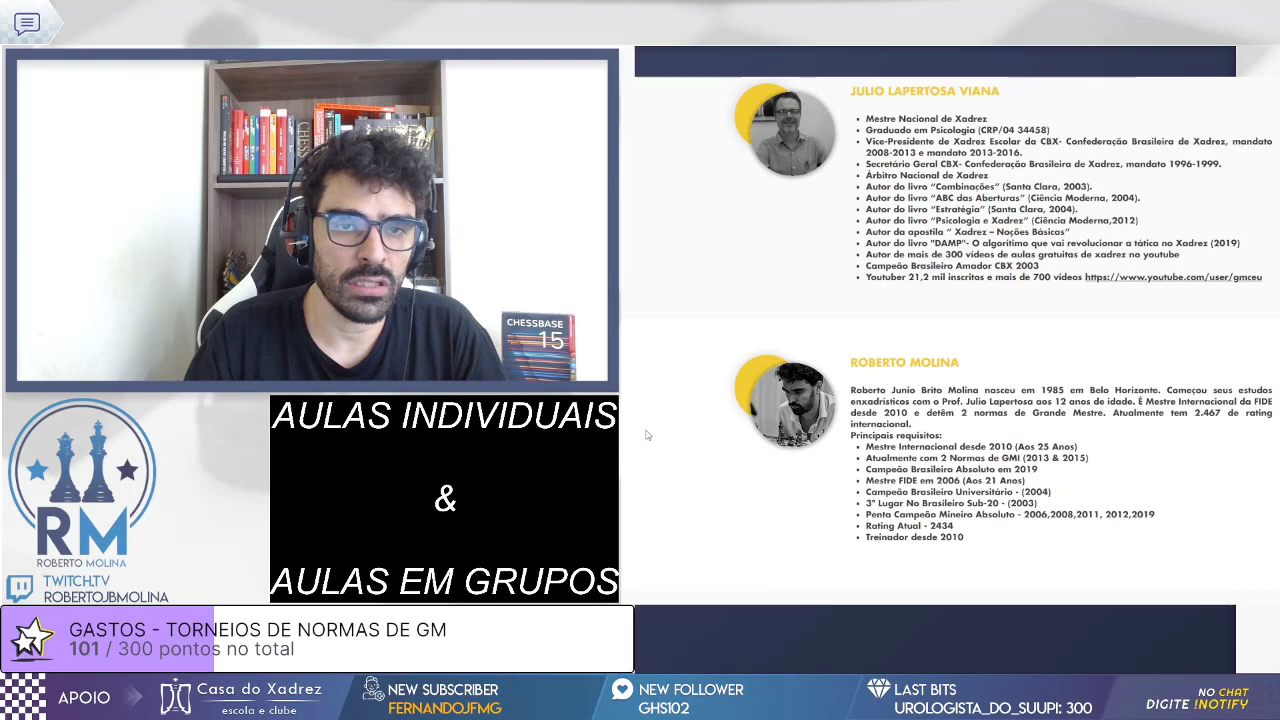 JULIO LAPERTOSA VIANA
• Mestre Nacional de Xadrez
• Graduado em Psicologia (CRP/04 34458)
• Vice-Presidente de Xadrez Escolar da CBX- Confederação Brasileira de Xadrez, mandato
2008-2013 e mandato 2013-2016.
• Secretário Geral CBX- Confederação Brasileira de Xadrez, mandato 1996-1999.
• Árbitro Nacional de Xadrez
• Autor do livro “Combinações” (Santa Clara, 2003).
• Autor do livro “ABC das Aberturas” (Ciência Moderna, 2004).
• Autor do livro “Estratégia” (Santa Clara, 2004).
• Autor do livro “Psicologia e Xadrez” (Ciência Moderna,2012)
• Autor da apostila “ Xadrez – Noções Básicas”
• Autor do livro "DAMP"- O algoritimo que vai revolucionar a tática no Xadrez (2019)
• Autor de mais de 300 vídeos de aulas gratuitas de xadrez no youtube
• Campeão Brasileiro Amador CBX 2003
• Youtuber 21,2 mil inscritos e mais de 700 vídeos https://www.youtube.com/user/gmceu
ROBERTO MOLINA
Roberto Junio Brito Molina nasceu em 1985 em Belo Horizonte. Começou seus estudos
enxadrísticos com o Prof. Julio Lapertosa aos 12 anos de idade. É Mestre Internacional da FIDE
desde 2010 e detêm 2 normas de Grande Mestre. Atualmente tem 2.467 de rating
internacional.
Principais requisitos:
• Mestre Internacional desde 2010 (Aos 25 Anos)
• Atualmente com 2 Normas de GMI (2013 & 2015)
• Campeão Brasileiro Absoluto em 2019
• Mestre FIDE em 2006 (Aos 21 Anos)
• Campeão Brasileiro Universitário - (2004)
• 3º Lugar No Brasileiro Sub-20 - (2003)
• Penta Campeão Mineiro Absoluto - 2006,2008,2011, 2012,2019
• Rating Atual - 2434
• Treinador desde 2010
CHESS
CHESSBASE
15
AULAS INDIVIDUAIS
&
AULAS EM GRUPOS
RM
ROBERTO MOLINA
TWITCH.TV
ROBERTOJBMOLINA
GASTOS - TORNEIOS DE NORMAS DE GM
101 / 300 pontos no total
APOIO
Casa do Xadrez
escola e clube
NEW SUBSCRIBER
FERNANDOJFMG
NEW FOLLOWER
GHS102
LAST BITS
UROLOGISTA_DO_SUUPI: 300
NO CHAT
DIGITE !NOTIFY